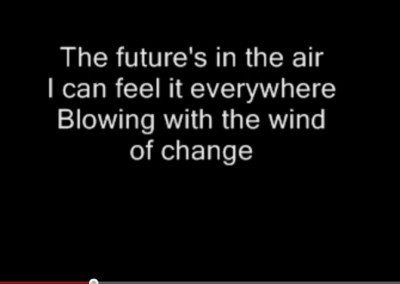 The future's in the air
I can feel it everywhere
Blowing with the wind
of change